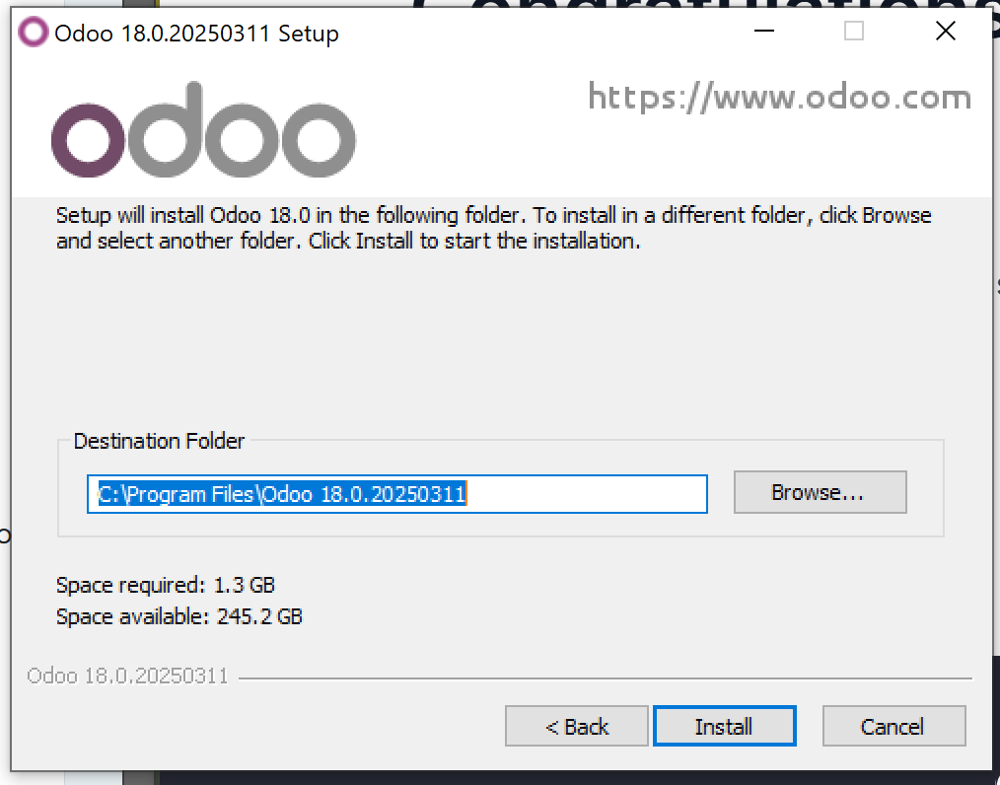 Congratulations
Odoo 18.0.20250311 Setup
odoo
https://www.odoo.com
Setup will install Odoo 18.0 in the following folder. To install in a different folder, click Browse
and select another folder. Click Install to start the installation.
Destination Folder
C:\Program Files\Odoo 18.0.20250311
Browse...
Space required: 1.3 GB
Space available: 245.2 GB
Odoo 18.0.20250311
< Back
Install
Cancel